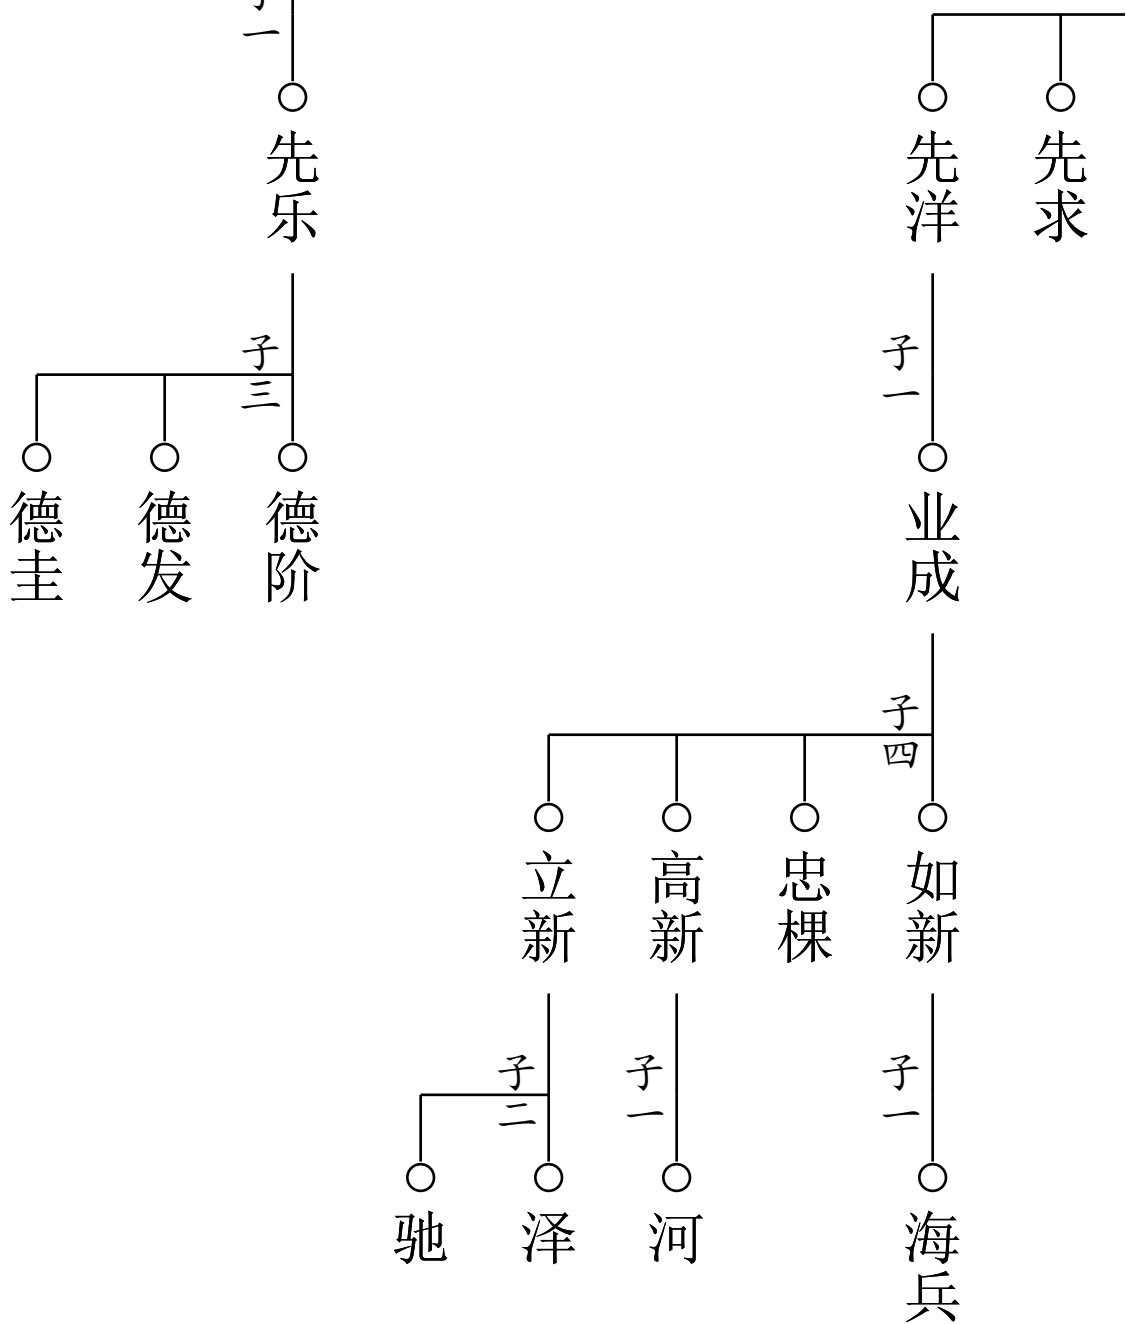 子一
先乐
先洋
先求
子三
子一
德圭
德发
德阶
业成
子四
立新
高新
忠棵
如新
子二
子一
子一
驰
泽
河
海兵